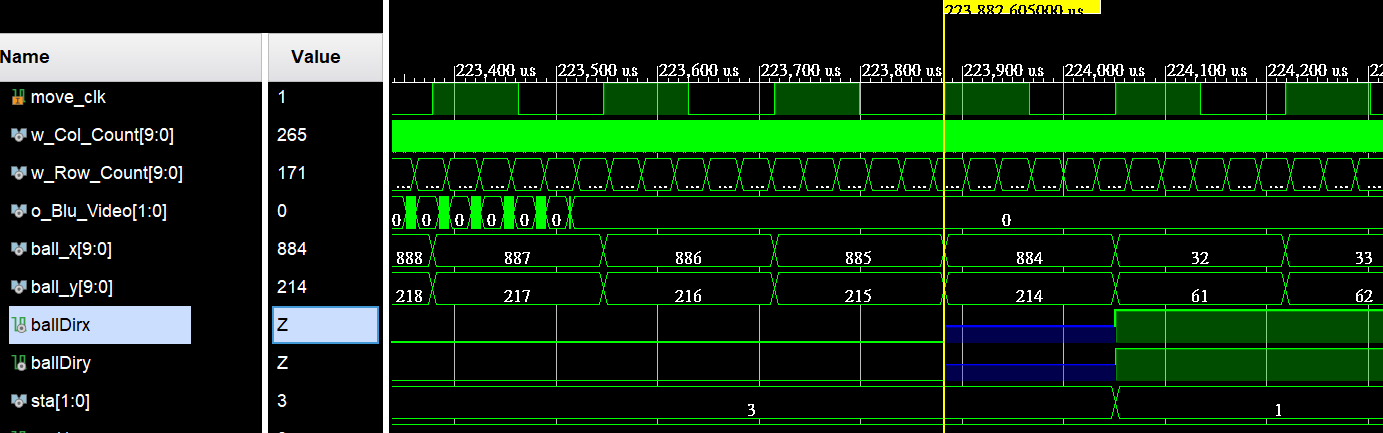 223,882.605000 us
Name Value
223,400 us 223,500 us 223,600 us 223,700 us 223,800 us 223,900 us 224,000 us 224,100 us 224,200 us 22
move_clk 1
w_Col_Count[9:0] 265
w_Row_Count[9:0] 171 ... ... ... ... ... ... ... ... ... ... ... ... ... ... ... ... ... ... ... ... ... ... ... ... ... ... ... ... ... ...
o_Blu_Video[1:0] 0 0 0 0 0 0 0
ball_x[9:0] 884 888 887 886 885 884 32 33
ball_y[9:0] 214 218 217 216 215 214 61 62
ballDirx Z
ballDiry Z
sta[1:0] 3 3 1